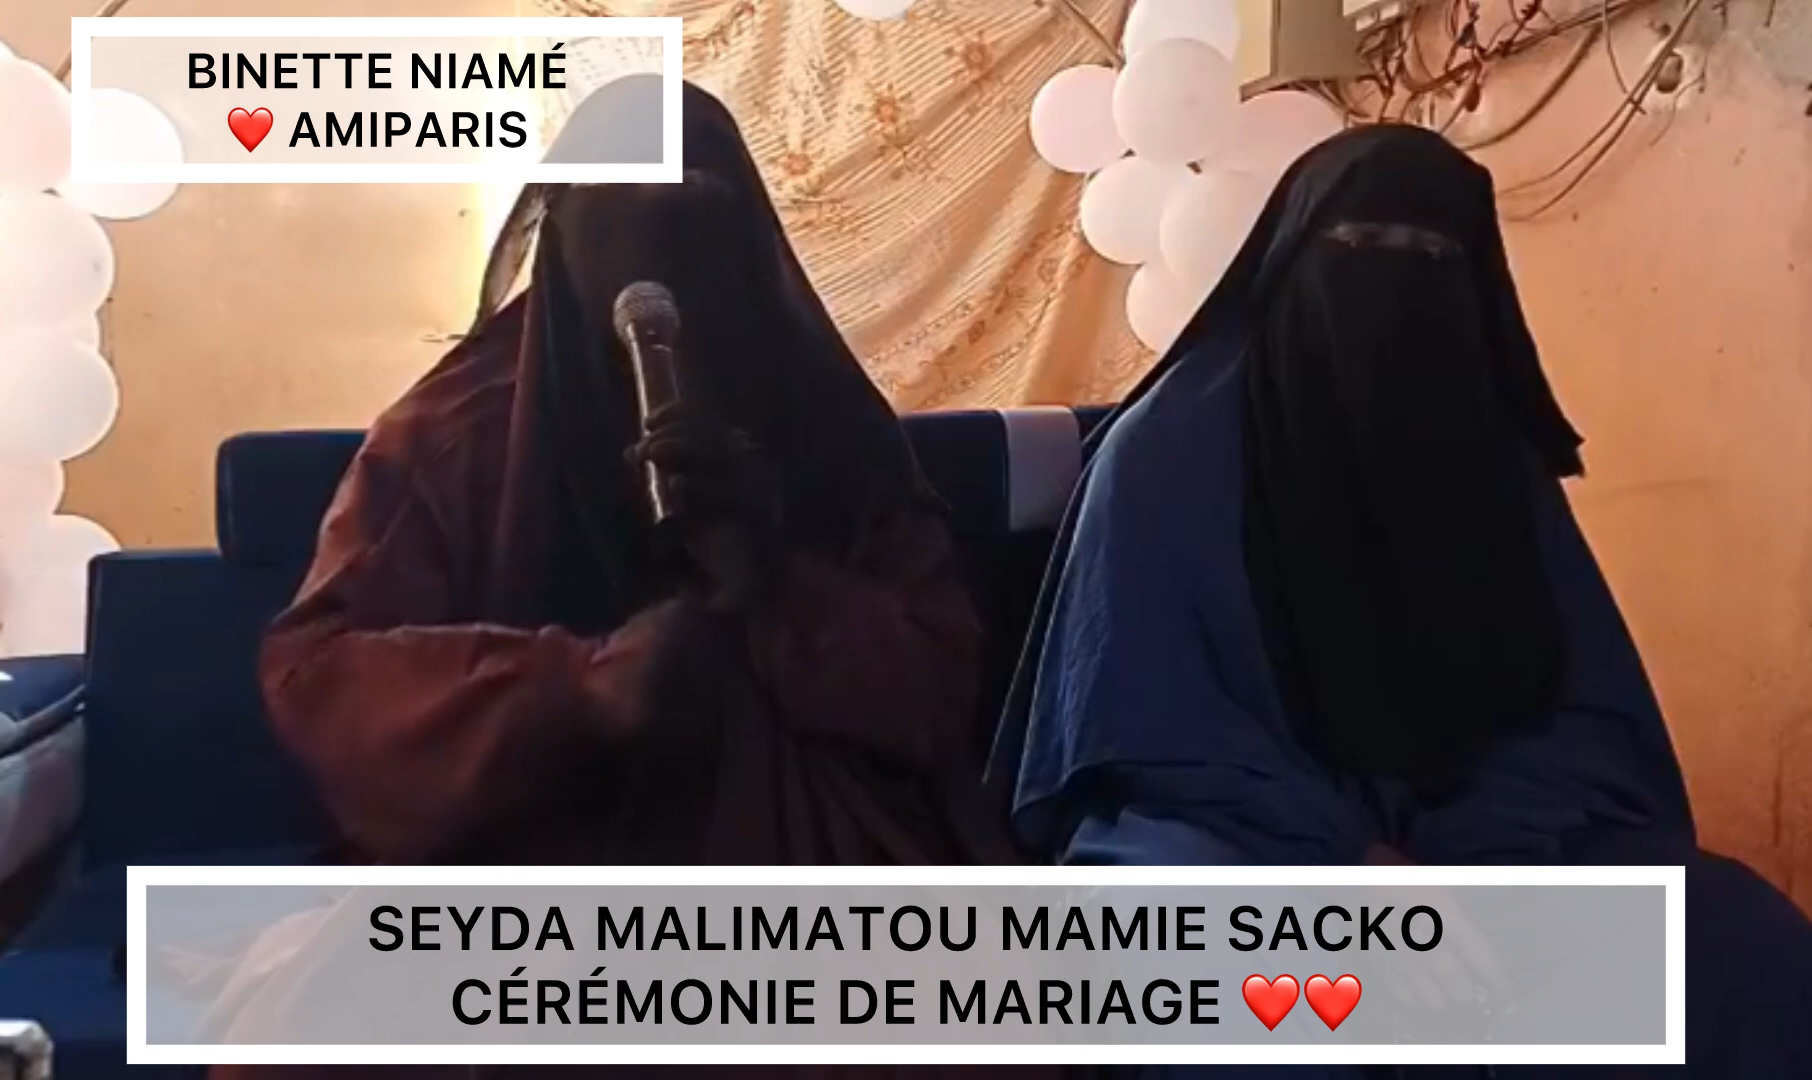 BINETTE NIAMÉ
❤️ AMIPARIS
SEYDA MALIMATOU MAMIE SACKO
CÉRÉMONIE DE MARIAGE ❤️❤️